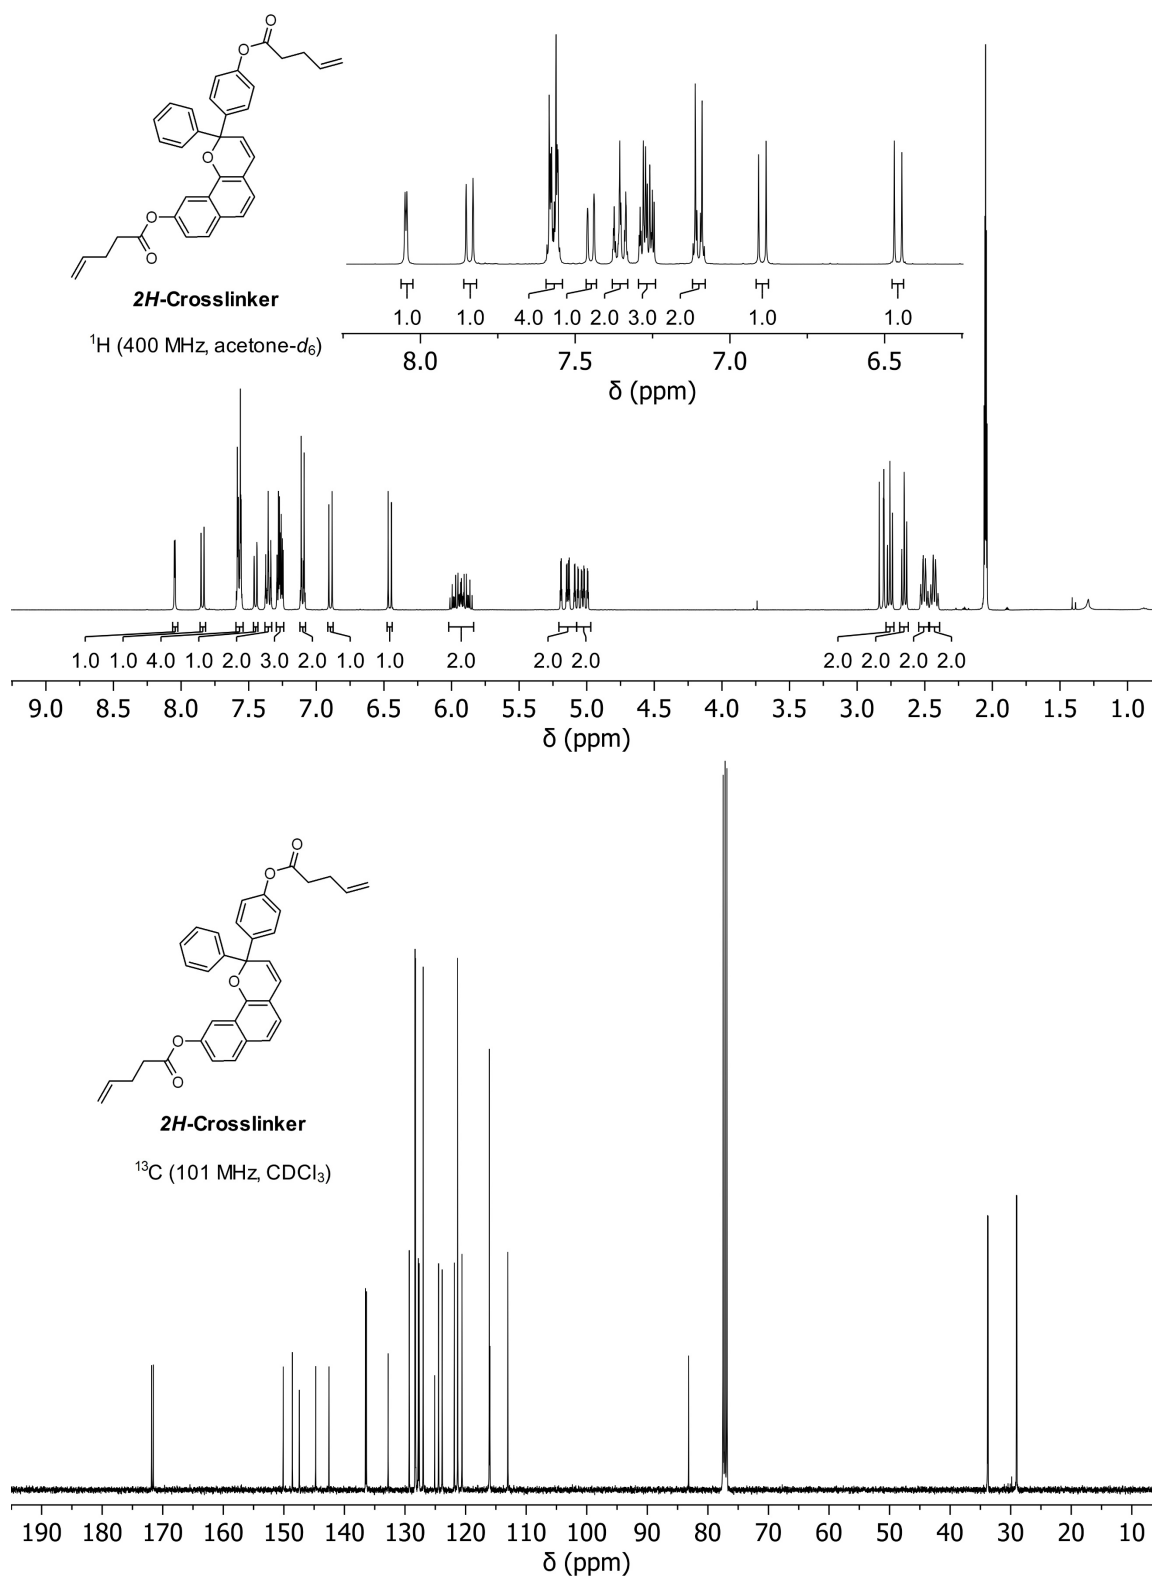 O
O
O
O
O
2H-Crosslinker
¹H (400 MHz, acetone-d₆)
1.0 1.0 4.0 1.0 2.0 3.0 2.0 1.0 1.0
8.0 7.5 7.0 6.5
δ (ppm)
1.0 1.0 4.0 1.0 2.0 3.0 2.0 1.0 1.0 2.0 2.0 2.0 2.0 2.0 2.0 2.0
9.0 8.5 8.0 7.5 7.0 6.5 6.0 5.5 5.0 4.5 4.0 3.5 3.0 2.5 2.0 1.5 1.0
δ (ppm)
O
O
O
O
O
2H-Crosslinker
¹³C (101 MHz, CDCl₃)
190 180 170 160 150 140 130 120 110 100 90 80 70 60 50 40 30 20 10
δ (ppm)